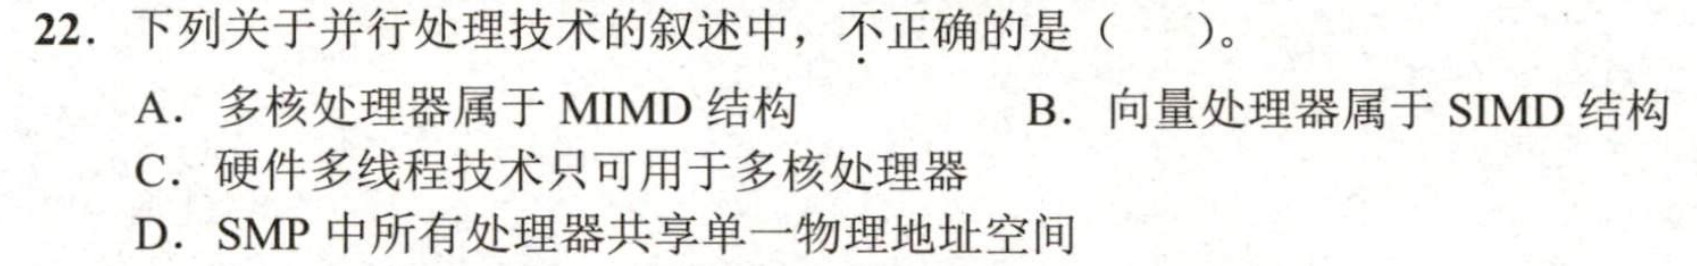 22．下列关于并行处理技术的叙述中，不正确的是（　　）。
A．多核处理器属于 MIMD 结构　　B．向量处理器属于 SIMD 结构
C．硬件多线程技术只可用于多核处理器
D．SMP 中所有处理器共享单一物理地址空间